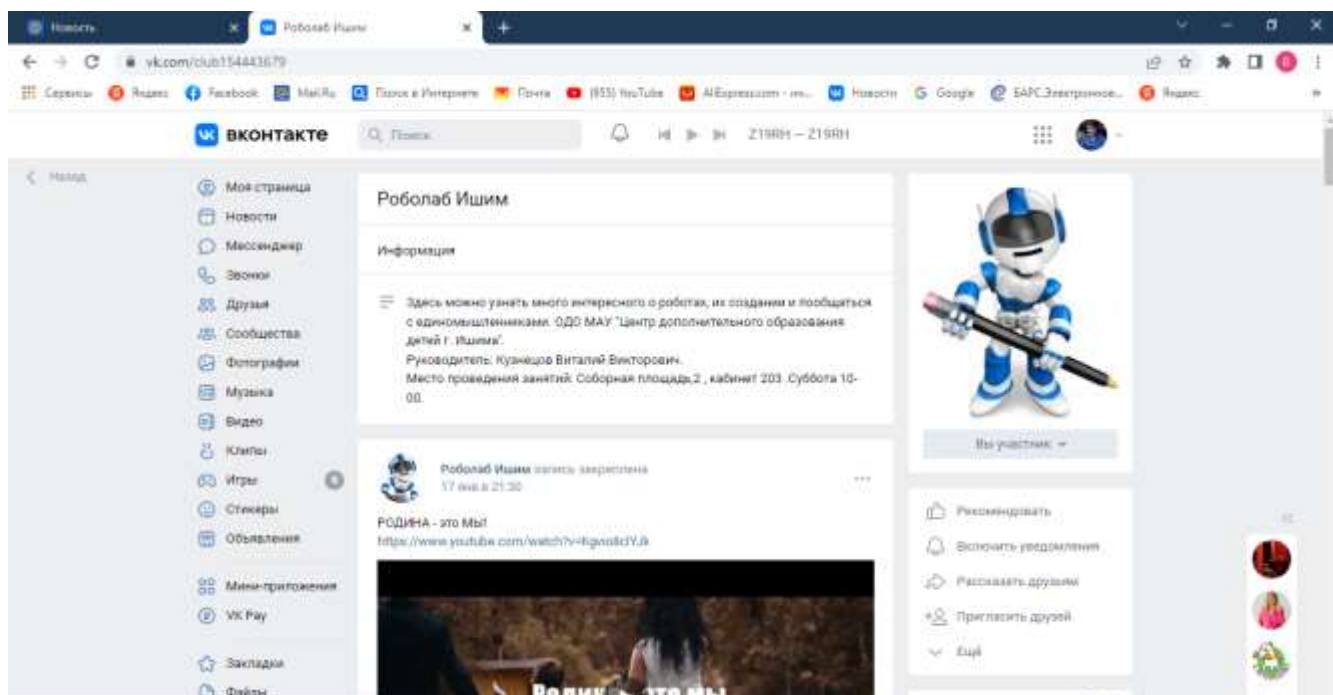 Новость
Роболаб Ишим
vk.com/club154443679
Сервисы
Яндекс
Facebook
Mail.Ru
Поиск в Интернете
Почта
YouTube
Новости
Google
Яндекс
вконтакте
Поиск
Z19RH — Z19RH
Назад
Моя страница
Новости
Мессенджер
Звонки
Друзья
Сообщества
Фотографии
Музыка
Видео
Клипы
Игры
Стикеры
Объявления
Мини-приложения
VK Pay
Закладки
Файлы
Роболаб Ишим
Информация
Здесь можно узнать много интересного о роботах, их создании и пообщаться
с единомышленниками. ОДО МАУ "Центр дополнительного образования
детей г. Ишима".
Руководитель: Кузнецов Виталий Викторович.
Место проведения занятий: Соборная площадь,2 , кабинет 203 .Суббота 10-
00.
Роболаб Ишим запись закреплена
17 янв в 21:30
РОДИНА - это МЫ!
Вы участник
Рекомендовать
Включить уведомления
Рассказать друзьям
Пригласить друзей
Ещё